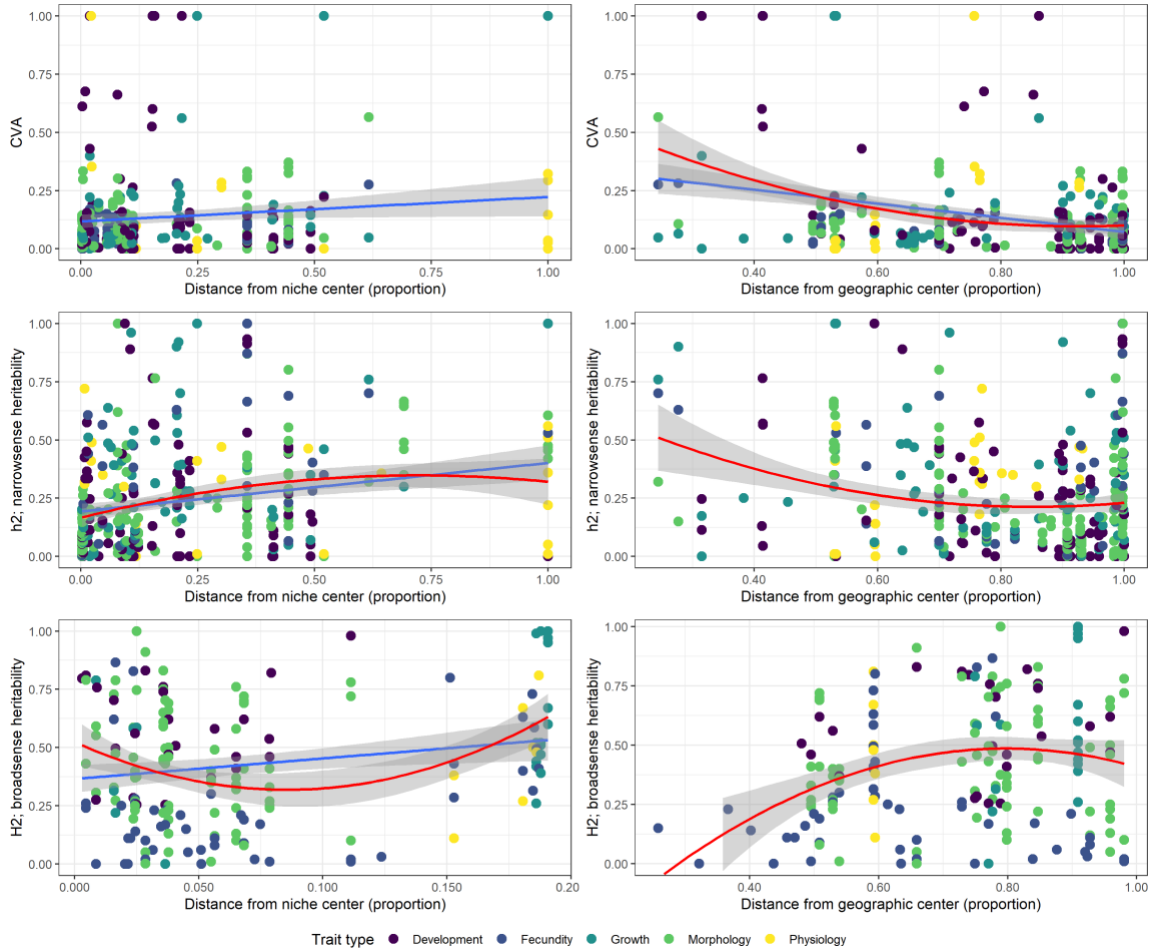 1.00
0.75
0.50
0.25
0.00
CVA
0.00 0.25 0.50 0.75 1.00
Distance from niche center (proportion)
1.00
0.75
0.50
0.25
0.00
CVA
0.40 0.60 0.80 1.00
Distance from geographic center (proportion)
1.00
0.75
0.50
0.25
0.00
h2; narrowsense heritability
0.00 0.25 0.50 0.75 1.00
Distance from niche center (proportion)
1.00
0.75
0.50
0.25
0.00
h2; narrowsense heritability
0.40 0.60 0.80 1.00
Distance from geographic center (proportion)
1.00
0.75
0.50
0.25
0.00
H2; broadsense heritability
0.000 0.050 0.100 0.150 0.20
Distance from niche center (proportion)
1.00
0.75
0.50
0.25
0.00
H2; broadsense heritability
0.40 0.60 0.80 1.00
Distance from geographic center (proportion)
Trait type Development Fecundity Growth Morphology Physiology